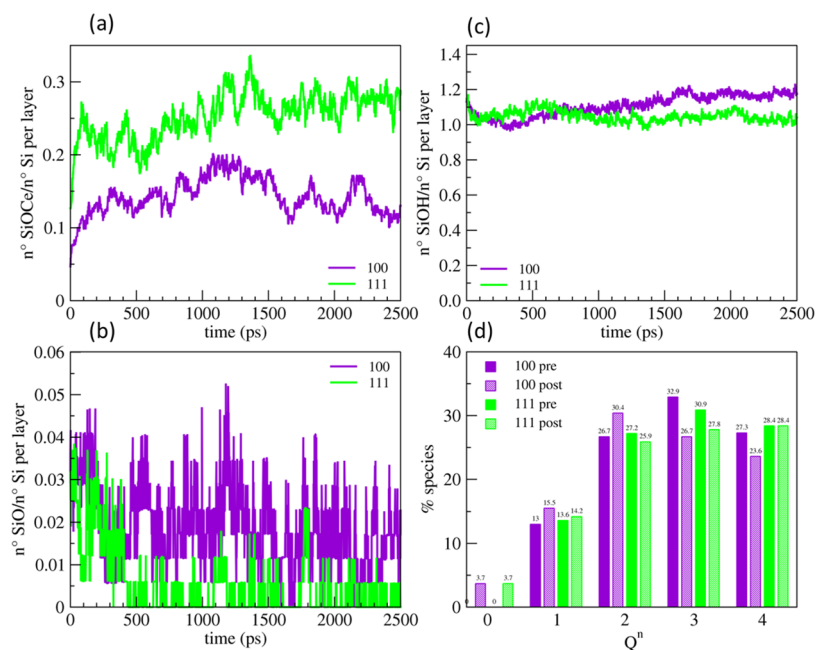 (a)
n° SiOCe/n° Si per layer
0.3
0.2
0.1
0
100
111
0 500 1000 1500 2000 2500
time (ps)
(c)
n° SiOH/n° Si per layer
1.4
1.2
1.0
0.8
0.6
0.4
0.2
0.0
100
111
0 500 1000 1500 2000 2500
time (ps)
(b)
n° SiO/n° Si per layer
0.06
0.05
0.04
0.03
0.02
0.01
0
100
111
0 500 1000 1500 2000 2500
time (ps)
(d)
% species
40
30
20
10
0
100 pre
100 post
111 pre
111 post
0 3.7 0 3.7
13 15.5 13.6 14.2
26.7 30.4 27.2 25.9
32.9 26.7 30.9 27.8
27.3 23.6 28.4 28.4
0 1 2 3 4
Qⁿ